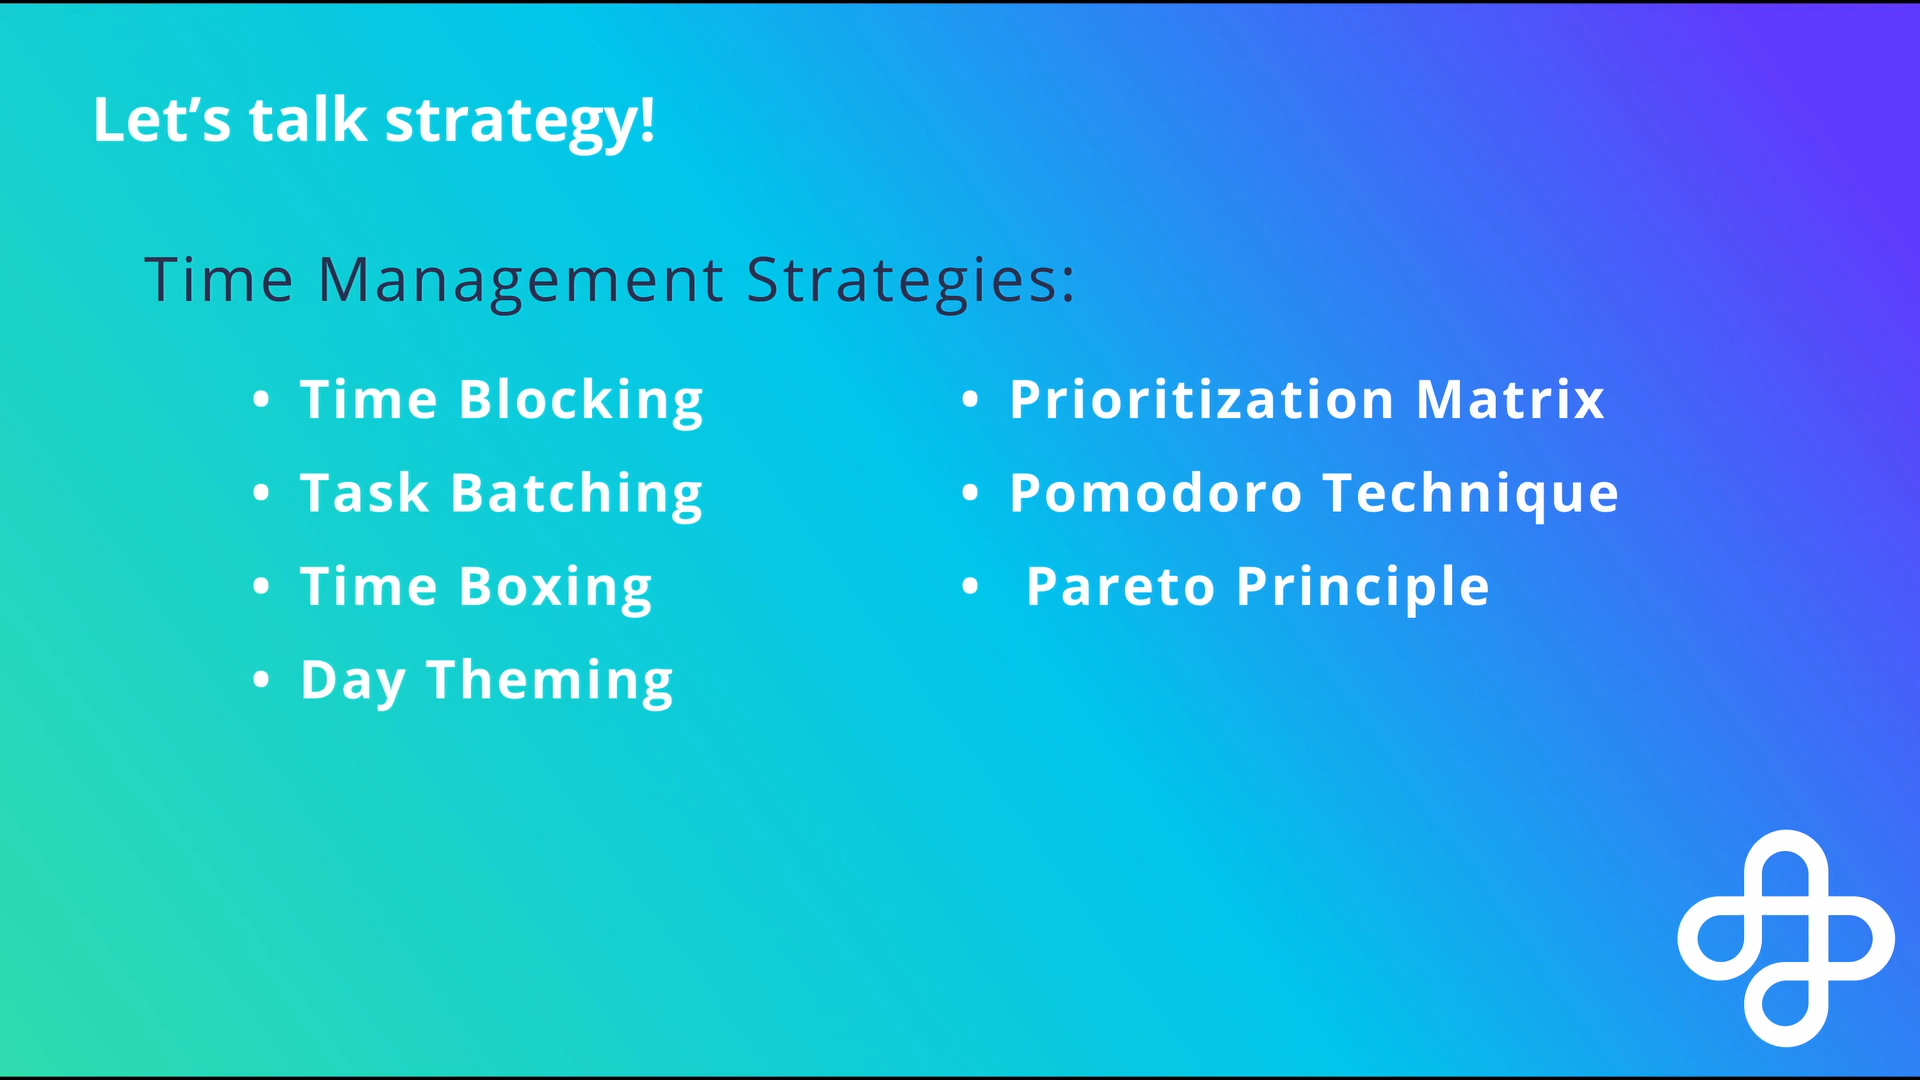 Let’s talk strategy!
Time Management Strategies:
• Time Blocking
• Task Batching
• Time Boxing
• Day Theming
• Prioritization Matrix
• Pomodoro Technique
• Pareto Principle